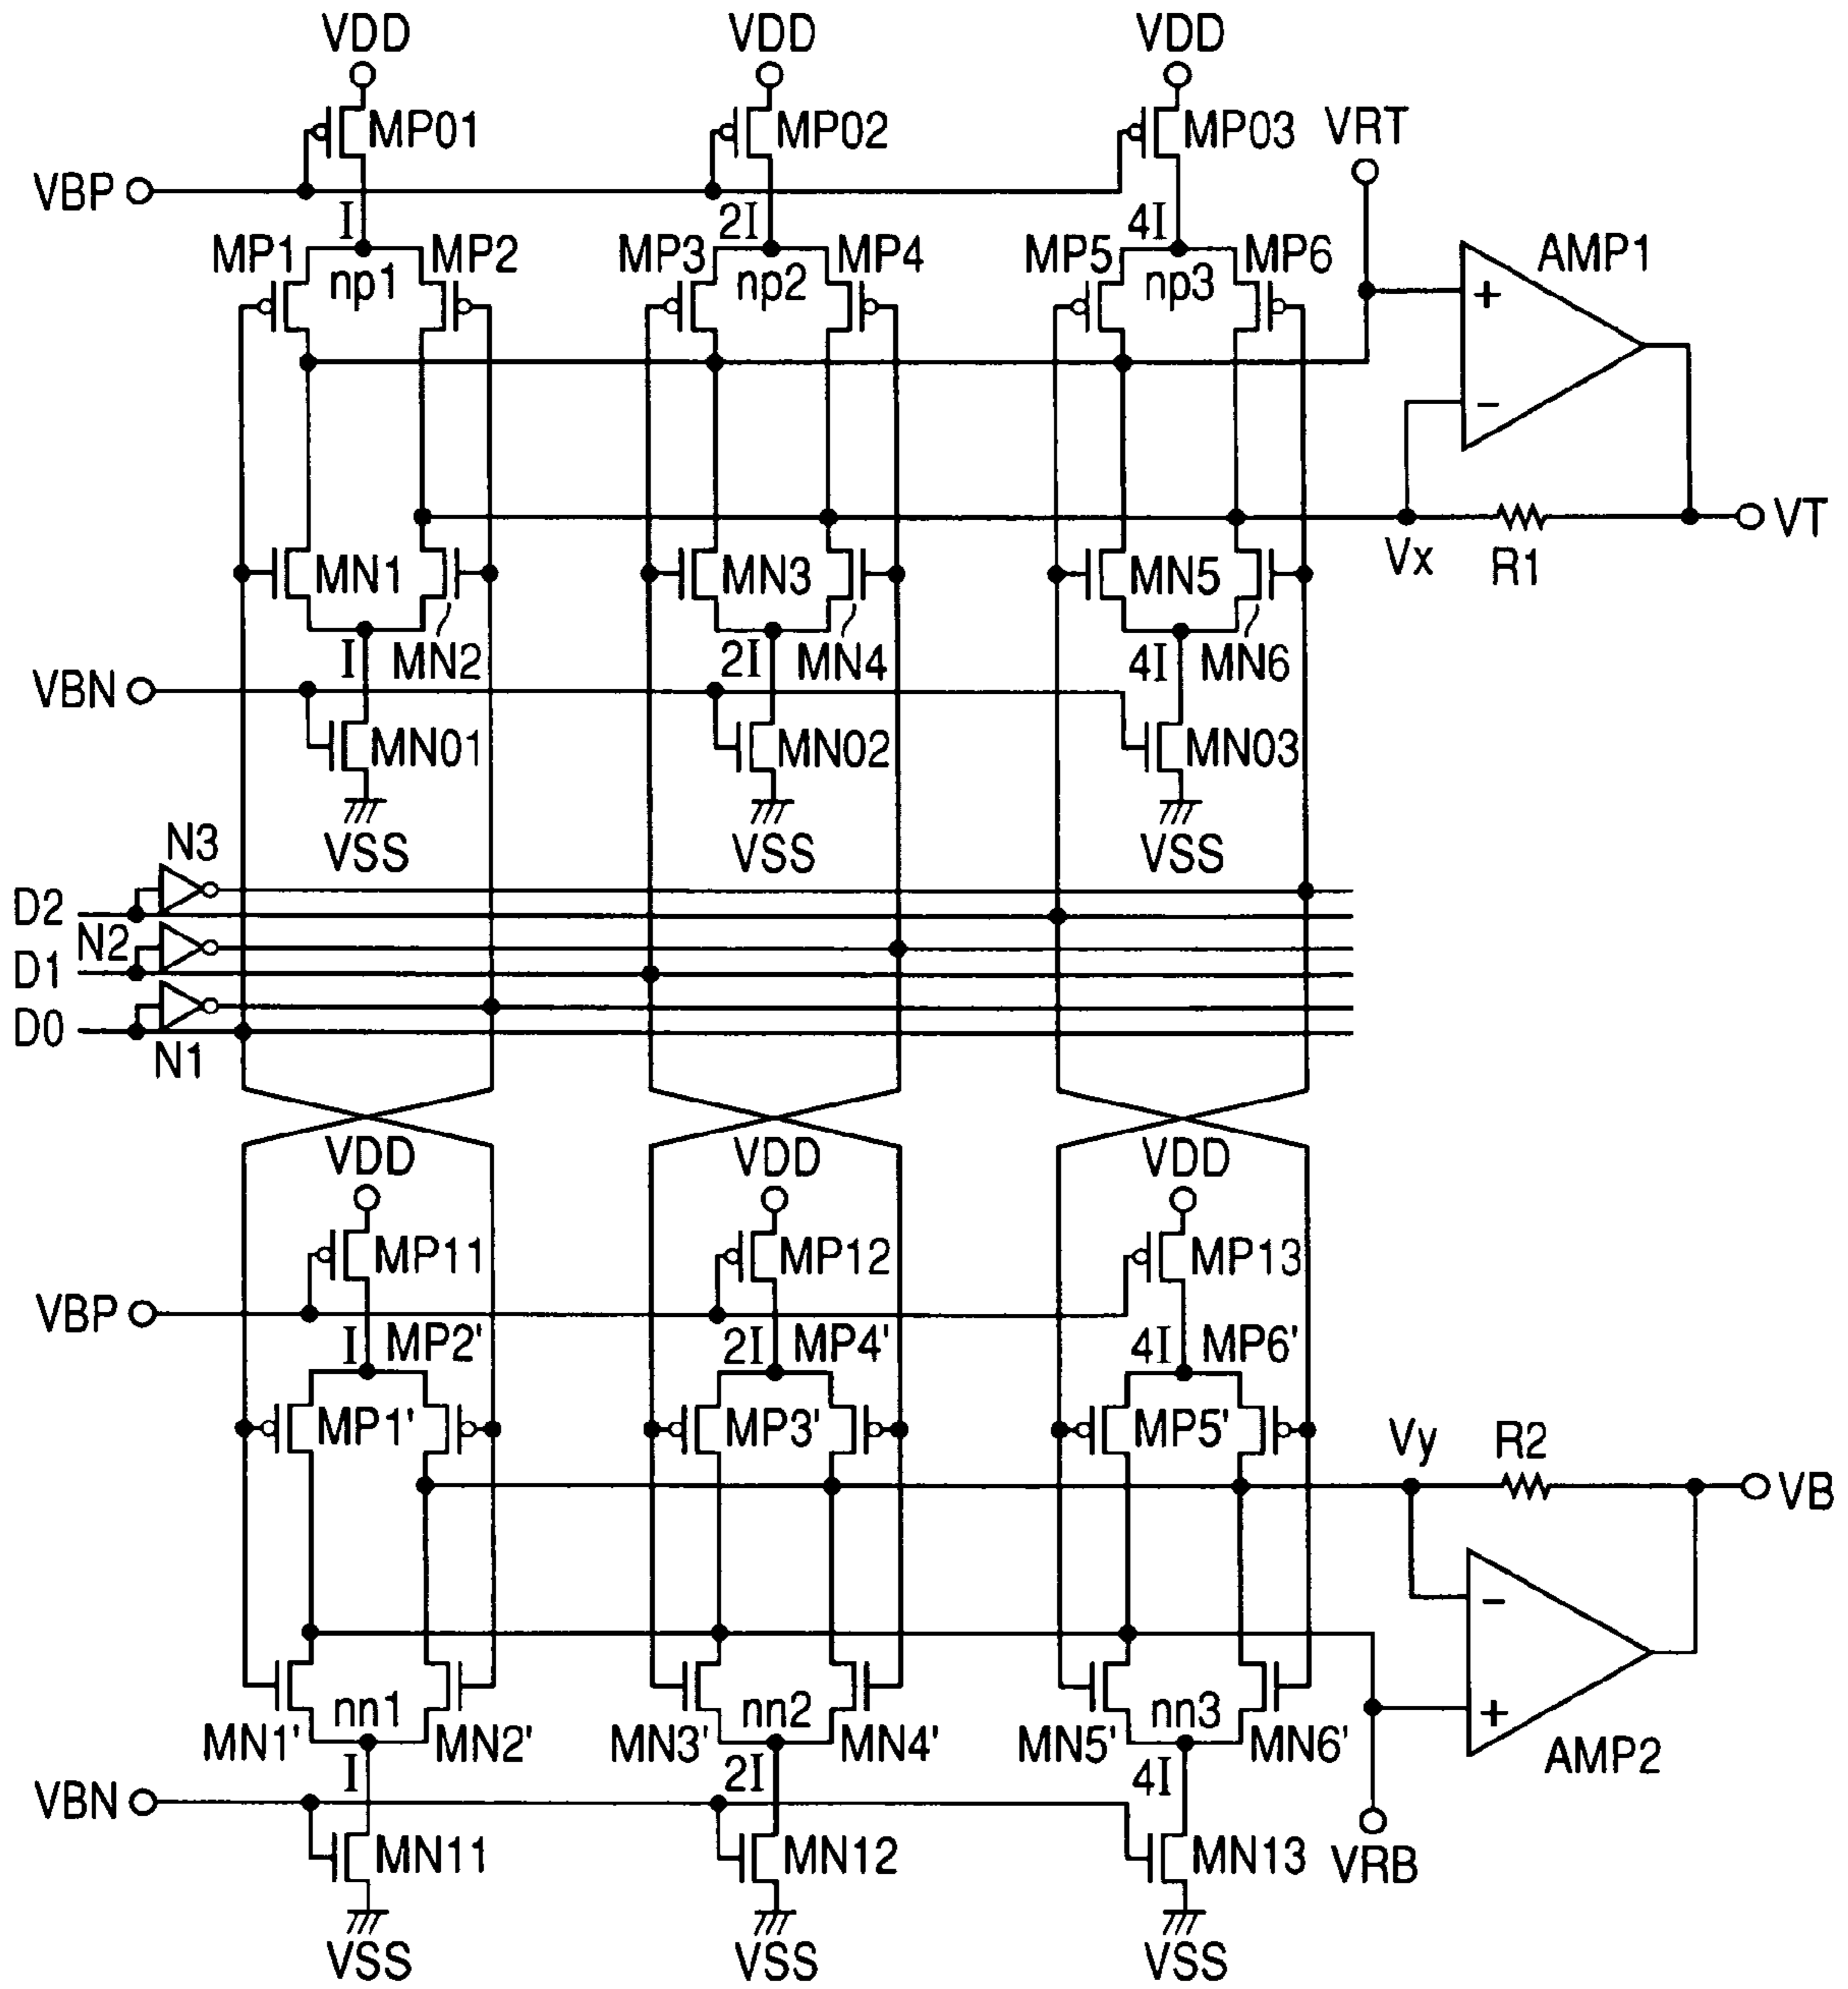 VDD VDD VDD
MP01 MP02 MP03 VRT
VBP
I 2I 4I
MP1 MP2 MP3 MP4 MP5 MP6 AMP1
np1 np2 np3
+
-
VT
Vx R1
MN1 MN3 MN5
I MN2 2I MN4 4I MN6
VBN
MN01 MN02 MN03
VSS VSS VSS
N3
D2
N2
D1
D0
N1
VDD VDD VDD
MP11 MP12 MP13
VBP
I MP2' 2I MP4' 4I MP6'
MP1' MP3' MP5' Vy R2
VB
-
nn1 nn2 nn3 +
MN1' MN2' MN3' MN4' MN5' MN6' AMP2
I 2I 4I
VBN
MN11 MN12 MN13 VRB
VSS VSS VSS